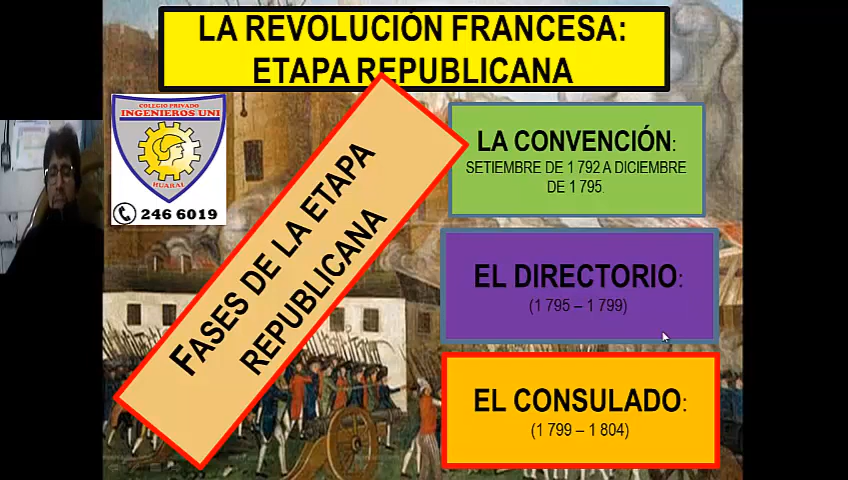 LA REVOLUCIÓN FRANCESA:
ETAPA REPUBLICANA
COLEGIO PRIVADO
INGENIEROS UNI
HUARAL
246 6019
FASES DE LA ETAPA
REPUBLICANA
LA CONVENCIÓN:
SETIEMBRE DE 1 792 A DICIEMBRE
DE 1 795.
EL DIRECTORIO:
(1 795 – 1 799)
EL CONSULADO:
(1 799 – 1 804)